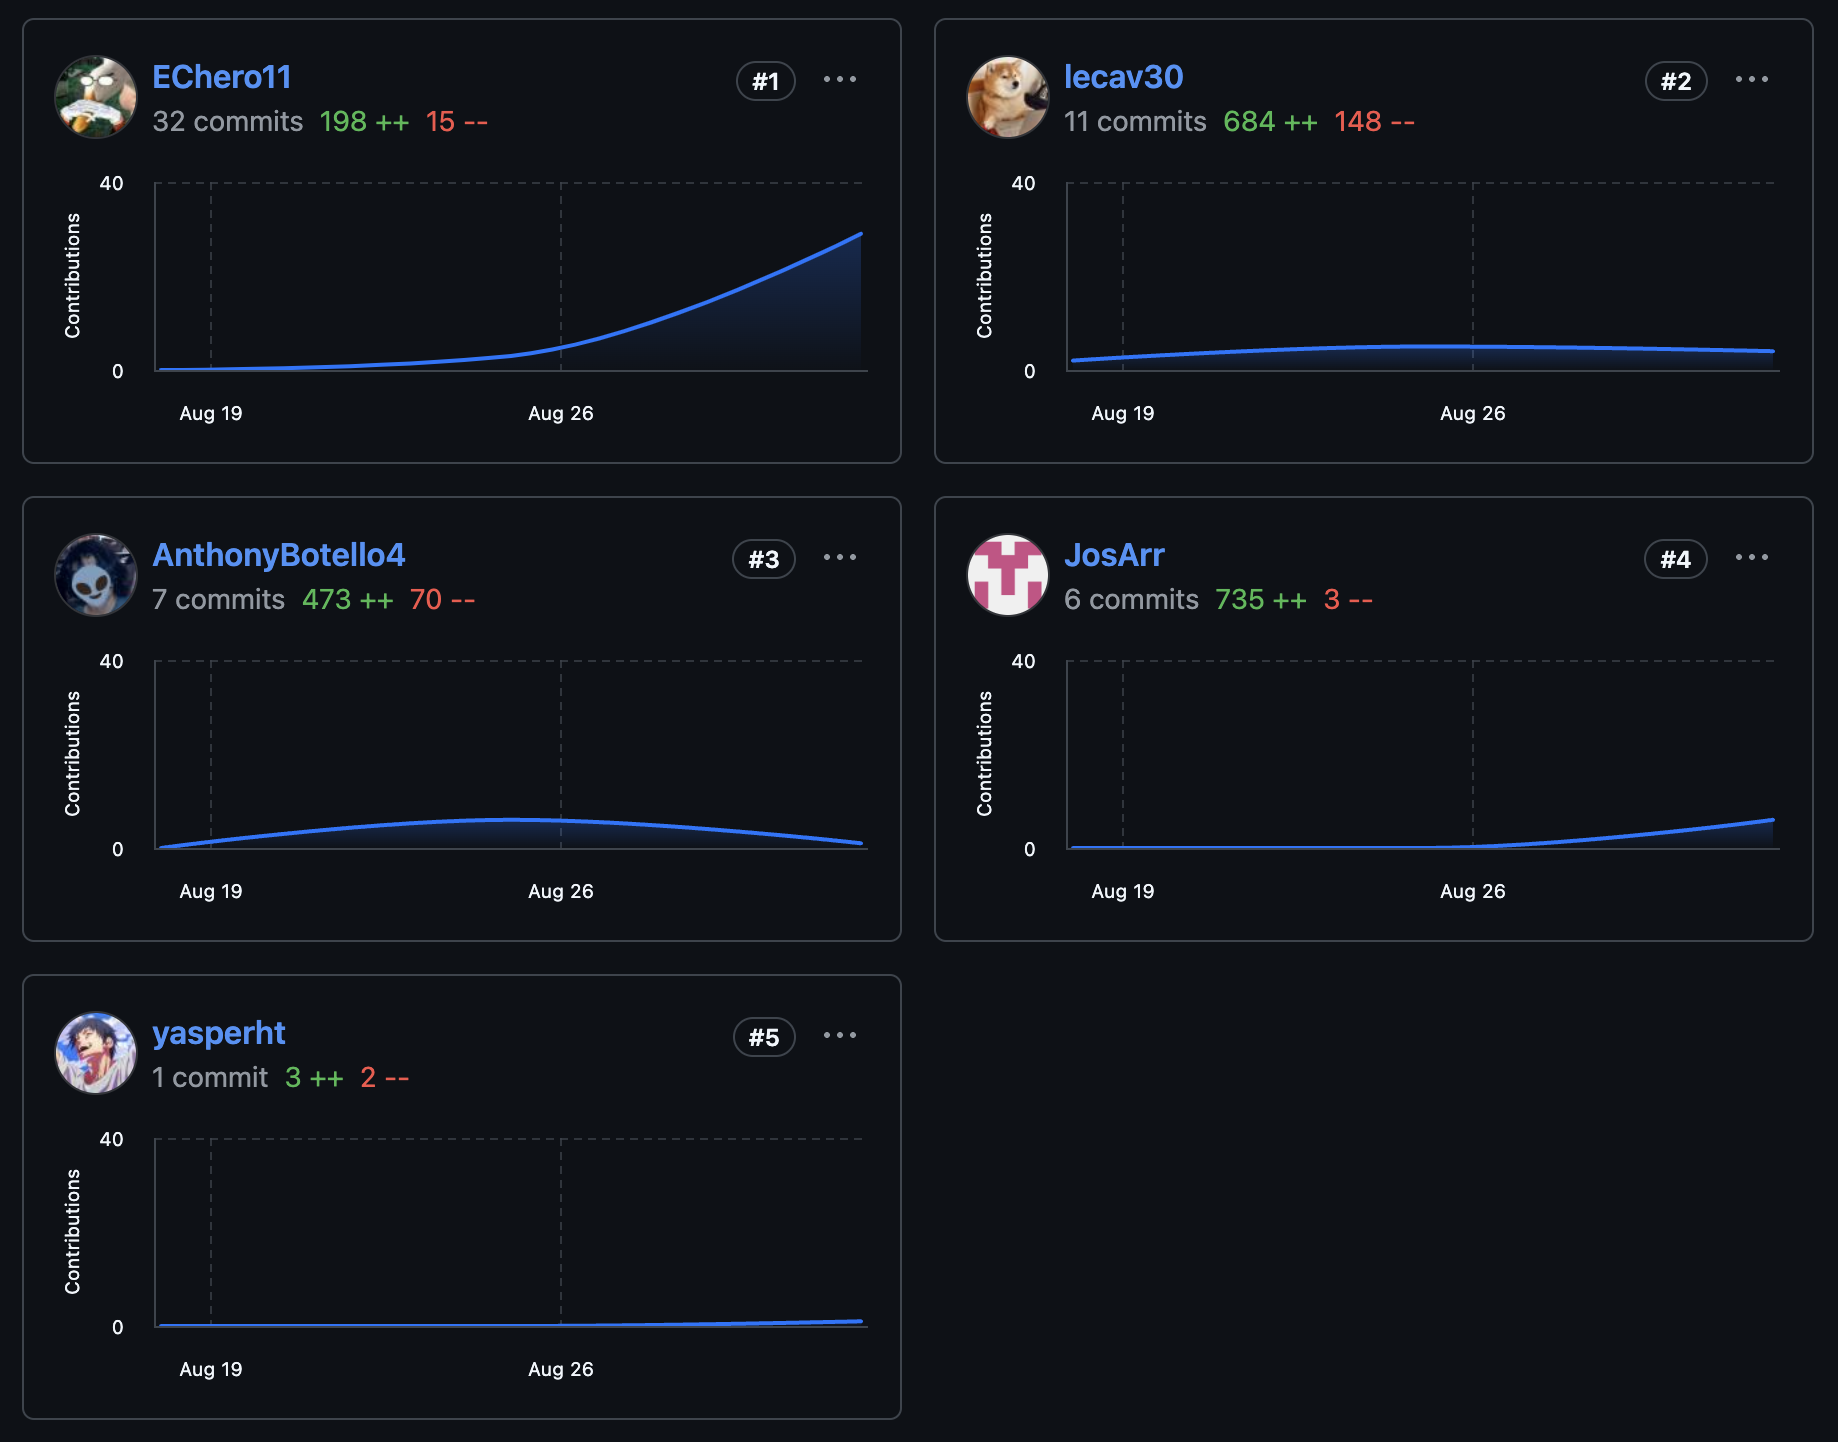 EChero11
#1
32 commits 198 ++ 15 --
40
Contributions
0
Aug 19 Aug 26
lecav30
#2
11 commits 684 ++ 148 --
40
Contributions
0
Aug 19 Aug 26
AnthonyBotello4
#3
7 commits 473 ++ 70 --
40
Contributions
0
Aug 19 Aug 26
JosArr
#4
6 commits 735 ++ 3 --
40
Contributions
0
Aug 19 Aug 26
yasperht
#5
1 commit 3 ++ 2 --
40
Contributions
0
Aug 19 Aug 26